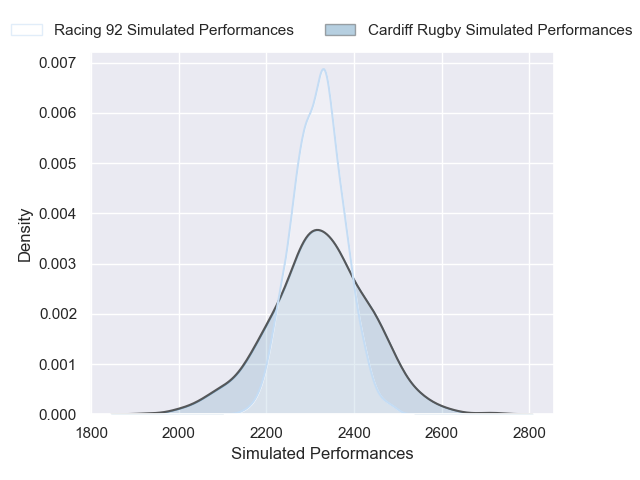 Racing 92 Simulated Performances
Cardiff Rugby Simulated Performances
0.007
0.006
0.005
0.004
0.003
0.002
0.001
0.000
Density
1800 2000 2200 2400 2600 2800
Simulated Performances